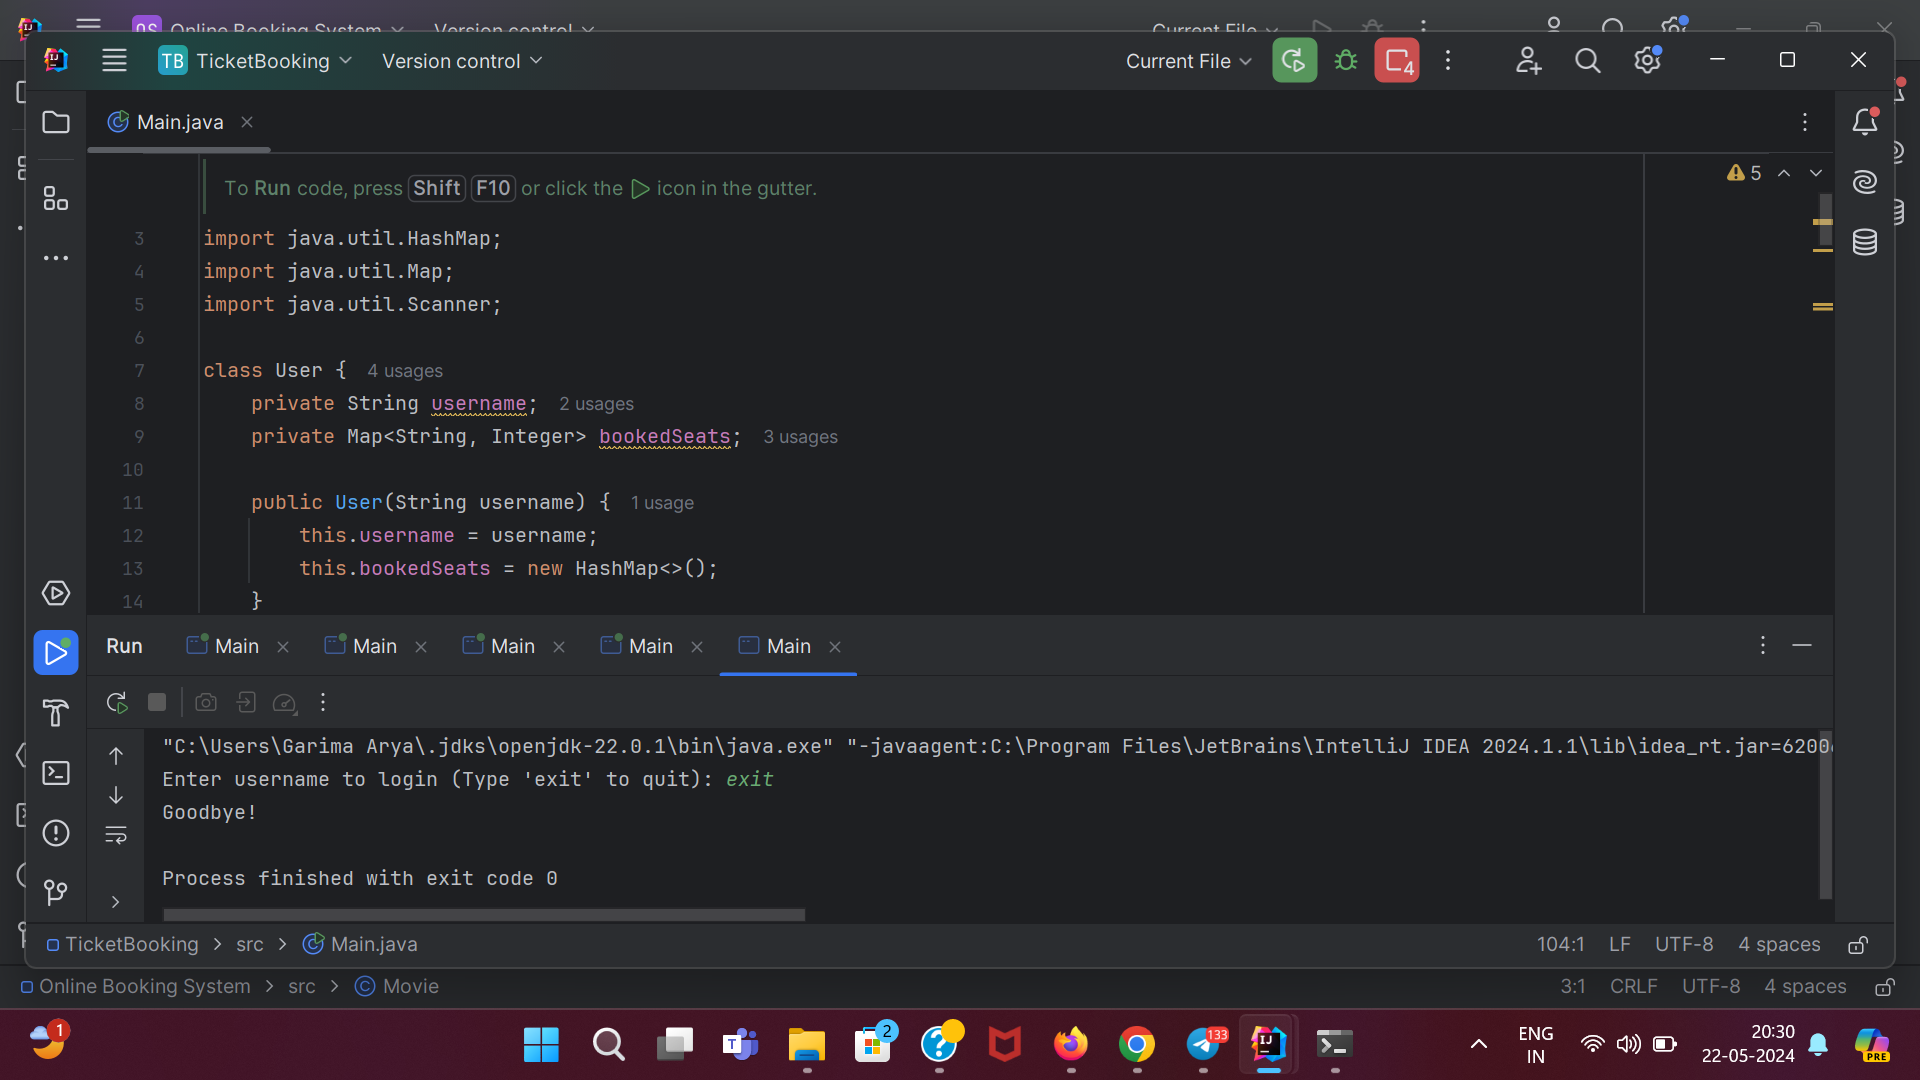 OS Online Booking System Version control Current File
TB TicketBooking Version control Current File 4
Main.java
To Run code, press Shift F10 or click the icon in the gutter.
5
3 import java.util.HashMap;
4 import java.util.Map;
5 import java.util.Scanner;
6
7 class User { 4 usages
8 private String username; 2 usages
9 private Map<String, Integer> bookedSeats; 3 usages
10
11 public User(String username) { 1 usage
12 this.username = username;
13 this.bookedSeats = new HashMap<>();
14 }
Run Main Main Main Main Main
"C:\Users\Garima Arya\.jdks\openjdk-22.0.1\bin\java.exe" "-javaagent:C:\Program Files\JetBrains\IntelliJ IDEA 2024.1.1\lib\idea_rt.jar=6200
Enter username to login (Type 'exit' to quit): exit
Goodbye!
Process finished with exit code 0
TicketBooking > src > Main.java 104:1 LF UTF-8 4 spaces
Online Booking System > src > Movie 3:1 CRLF UTF-8 4 spaces
1 2 133 ENG 20:30
IN 22-05-2024 PRE